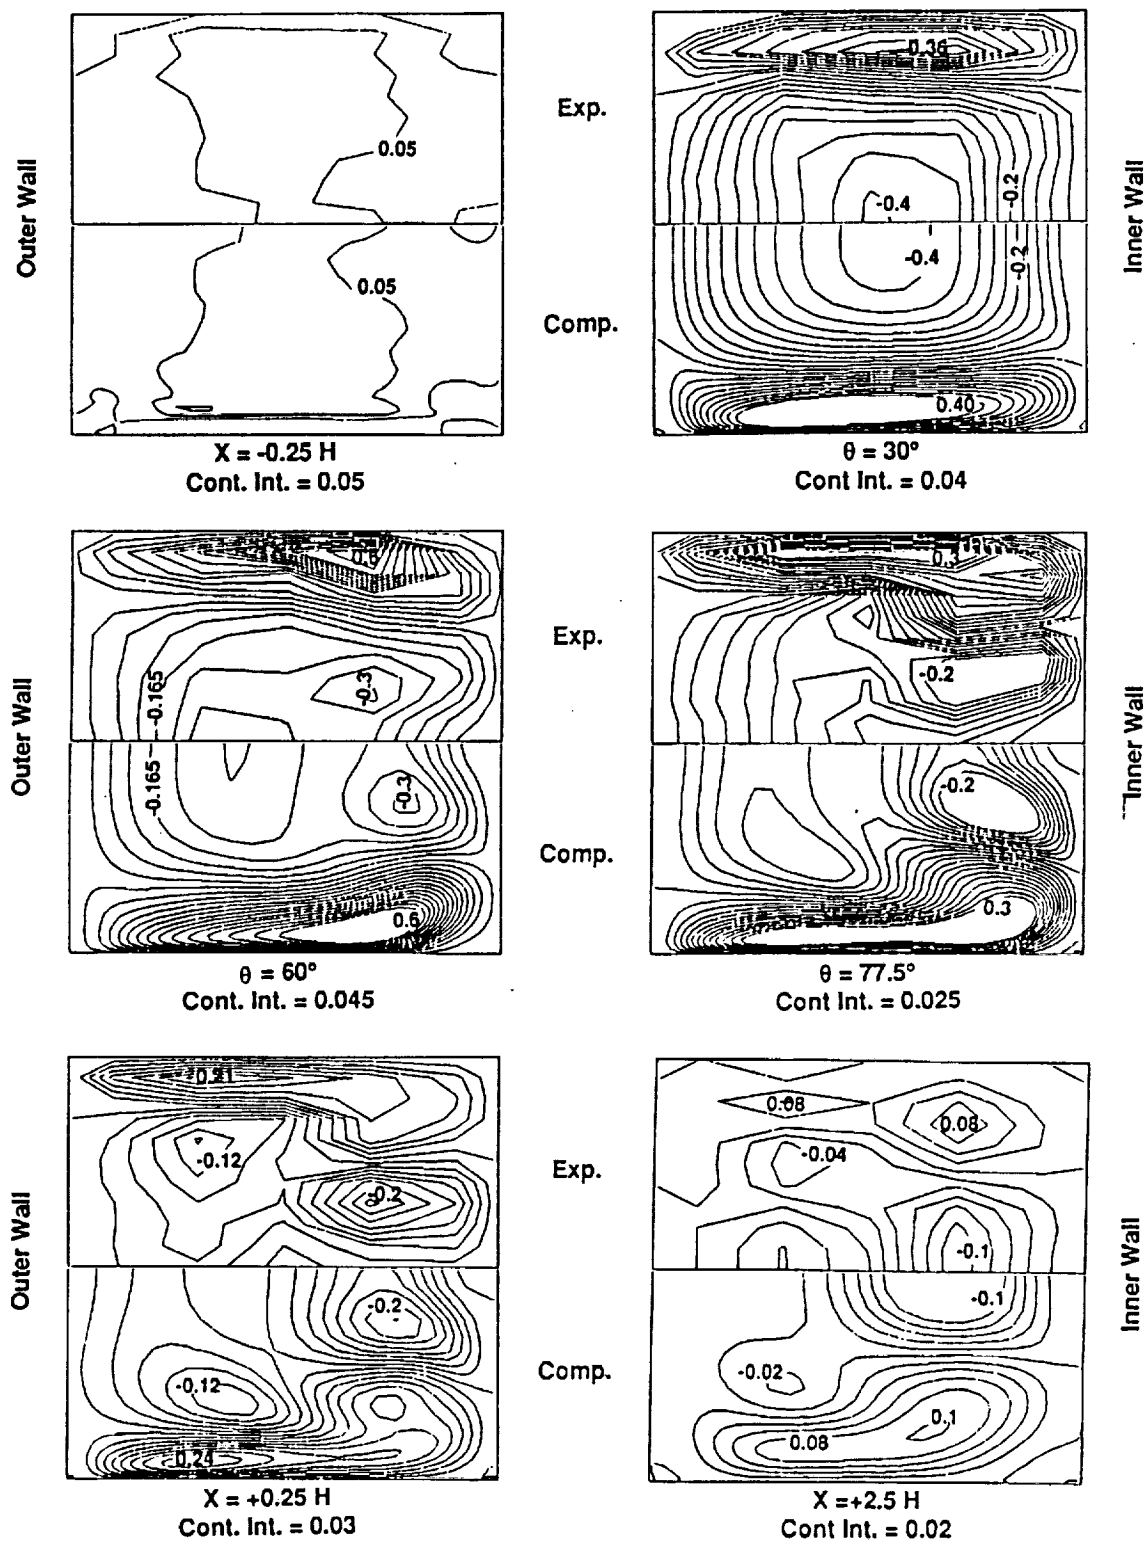 Outer Wall
0.05
0.05
Exp.
Comp.
0.36
-0.4
-0.2
-0.4
-0.2
0.40
Inner Wall
X = -0.25 H
Cont. Int. = 0.05
θ = 30°
Cont Int. = 0.04
Outer Wall
0.6
-0.165
-0.3
-0.165
-0.3
0.6
Exp.
Comp.
0.3
-0.2
-0.2
0.3
Inner Wall
θ = 60°
Cont. Int. = 0.045
θ = 77.5°
Cont Int. = 0.025
Outer Wall
0.21
-0.12
-0.2
-0.2
-0.12
0.24
Exp.
Comp.
0.08
0.08
-0.04
-0.1
-0.1
-0.02
0.1
0.08
Inner Wall
X = +0.25 H
Cont. Int. = 0.03
X =+2.5 H
Cont Int. = 0.02